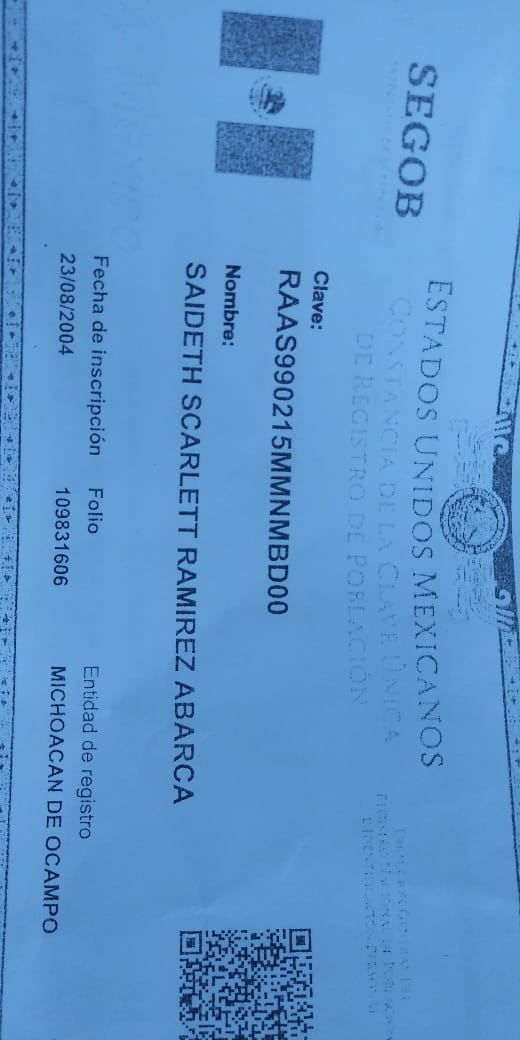 SEGOB
ESTADOS UNIDOS MEXICANOS
CONSTANCIA DE LA CLAVE ÚNICA
DE REGISTRO DE POBLACIÓN
Clave:
RAAS990215MMNMBD00
Nombre:
SAIDETH SCARLETT RAMIREZ ABARCA
Fecha de inscripción Folio Entidad de registro
23/08/2004 109831606 MICHOACAN DE OCAMPO